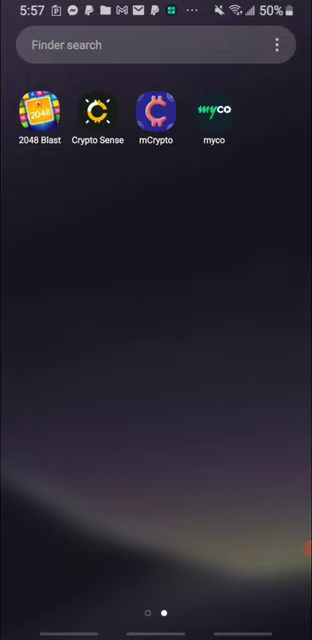 5:57 50%
Finder search
2048
myco
2048 Blast Crypto Sense mCrypto myco